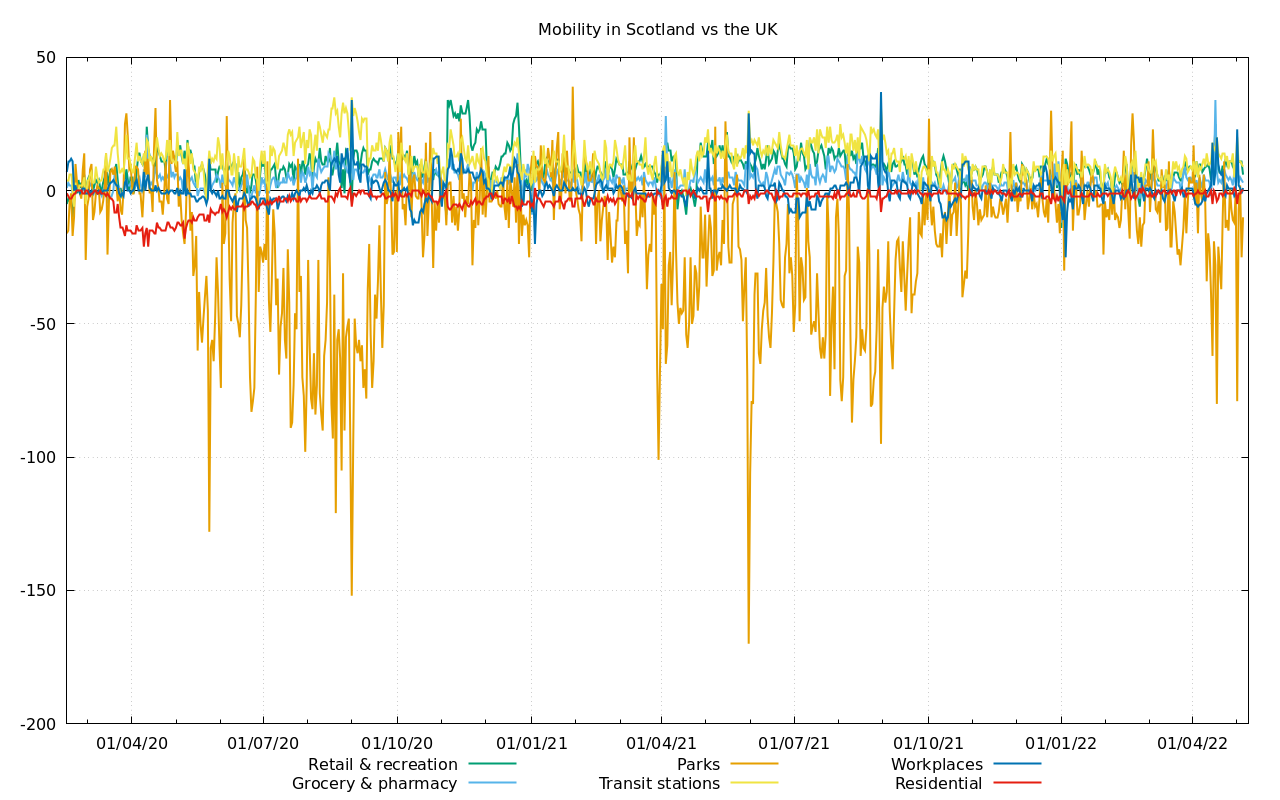 Mobility in Scotland vs the UK
50
0
-50
-100
-150
-200
01/04/20 01/07/20 01/10/20 01/01/21 01/04/21 01/07/21 01/10/21 01/01/22 01/04/22
Retail & recreation Parks Workplaces
Grocery & pharmacy Transit stations Residential